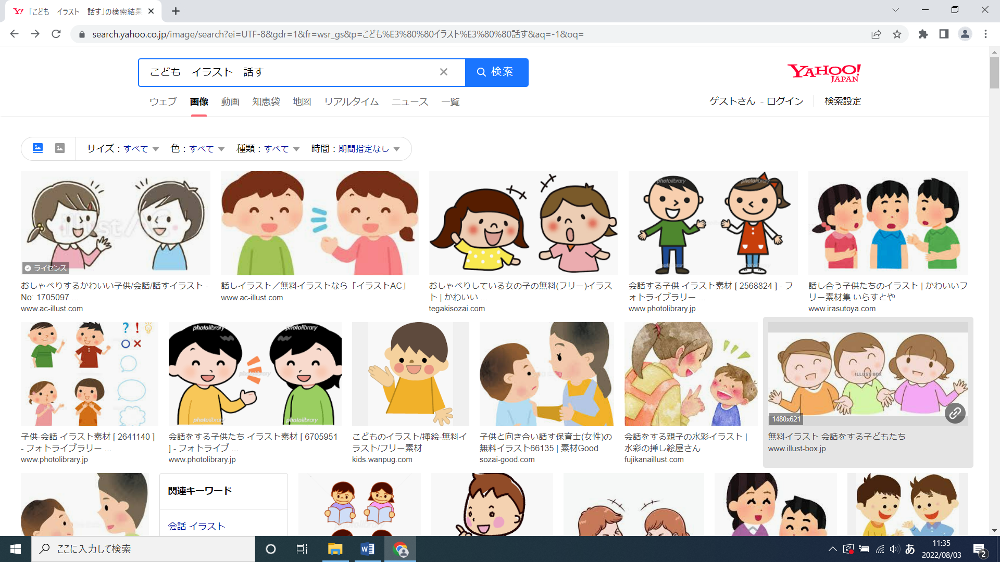 「こども　イラスト　話す」の検索結果
search.yahoo.co.jp/image/search?ei=UTF-8&gdr=1&fr=wsr_gs&p=こども%E3%80%80イラスト%E3%80%80話す&aq=-1&oq=
こども　イラスト　話す
検索
YAHOO! JAPAN
ウェブ 画像 動画 知恵袋 地図 リアルタイム ニュース 一覧
ゲストさん - ログイン 検索設定
サイズ：すべて 色：すべて 種類：すべて 時間：期間指定なし
illust AC
ライセンス
photolibrary photolibrary
おしゃべりするかわいい子供/会話/話すイラスト -
No: 1705097 ...
www.ac-illust.com
話しイラスト／無料イラストなら「イラストAC」
www.ac-illust.com
おしゃべりしている女の子の無料(フリー)イラス
ト | かわいい ...
tegakisozai.com
会話する子供 イラスト素材 [ 2568824 ] - フ
ォトライブラリー ...
www.photolibrary.jp
話し合う子供たちのイラスト | かわいいフ
リー素材集 いらすとや
www.irasutoya.com
? !
photolibrary photolibrary
photolibrary
photolibrary photolibrary
ILLUST BOX
1480x621
子供-会話 イラスト素材 [ 2641140 ]
- フォトライブラリー ...
www.photolibrary.jp
会話をする子供たち イラスト素材 [ 6705951
] - フォトライブ ...
www.photolibrary.jp
こどものイラスト/挿絵-無料イ
ラスト/フリー素材
kids.wanpug.com
子供と向き合い話す保育士(女性)の
無料イラスト66135 | 素材Good
sozai-good.com
会話をする親子の水彩イラスト |
水彩の挿し絵屋さん
fujikanaillust.com
無料イラスト 会話をする子どもたち
www.illust-box.jp
関連キーワード
会話 イラスト
ここに入力して検索
あ
11:35
2022/08/03
2